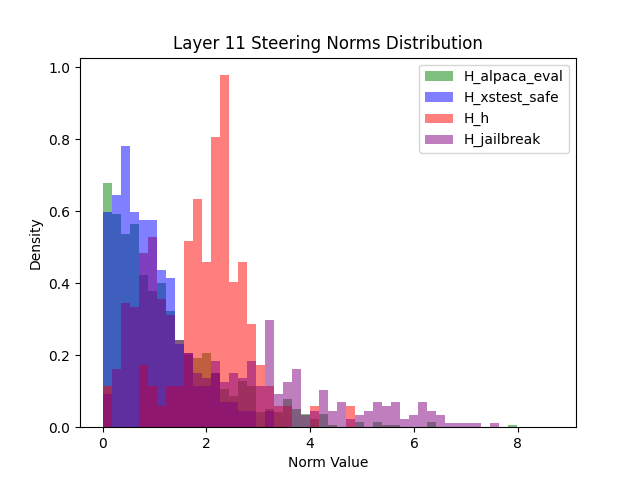 Layer 11 Steering Norms Distribution
H_alpaca_eval
H_xstest_safe
H_h
H_jailbreak
Density
1.0
0.8
0.6
0.4
0.2
0.0
0 2 4 6 8
Norm Value